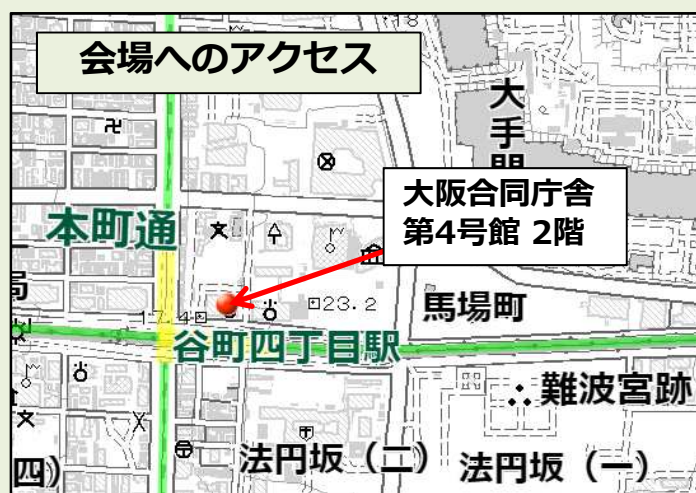 会場へのアクセス
大手門
大阪合同庁舎
第4号館 2階
本町通
23.2
馬場町
17.4
谷町四丁目駅
難波宮跡
法円坂（二）
法円坂（一）
四）